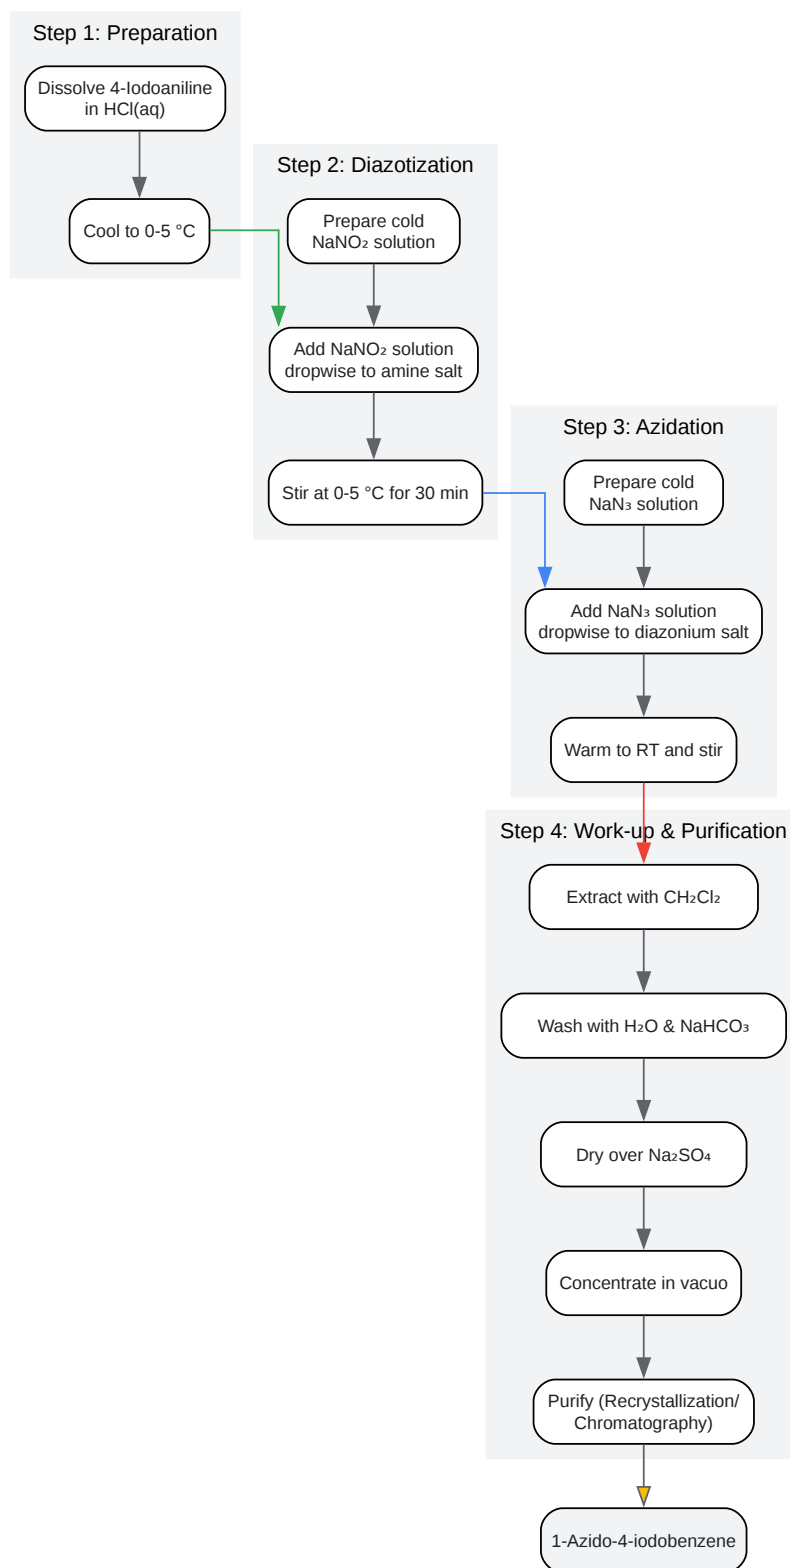 Step 1: Preparation
Dissolve 4-Iodoaniline
in HCl(aq)
Cool to 0-5 °C
Step 2: Diazotization
Prepare cold
NaNO₂ solution
Add NaNO₂ solution
dropwise to amine salt
Stir at 0-5 °C for 30 min
Step 3: Azidation
Prepare cold
NaN₃ solution
Add NaN₃ solution
dropwise to diazonium salt
Warm to RT and stir
Step 4: Work-up & Purification
Extract with CH₂Cl₂
Wash with H₂O & NaHCO₃
Dry over Na₂SO₄
Concentrate in vacuo
Purify (Recrystallization/
Chromatography)
1-Azido-4-iodobenzene